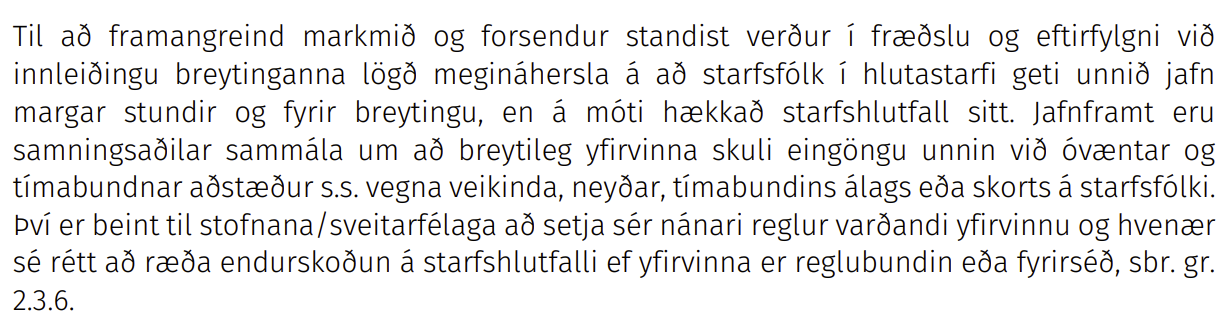 Til að framangreind markmið og forsendur standist verður í fræðslu og eftirfylgni við
innleiðingu breytinganna lögð megináhersla á að starfsfólk í hlutastarfi geti unnið jafn
margar stundir og fyrir breytingu, en á móti hækkað starfshlutfall sitt. Jafnframt eru
samningsaðilar sammála um að breytileg yfirvinna skuli eingöngu unnin við óvæntar og
tímabundnar aðstæður s.s. vegna veikinda, neyðar, tímabundins álags eða skorts á starfsfólki.
Því er beint til stofnana/sveitarfélaga að setja sér nánari reglur varðandi yfirvinnu og hvenær
sé rétt að ræða endurskoðun á starfshlutfalli ef yfirvinna er reglubundin eða fyrirséð, sbr. gr.
2.3.6.